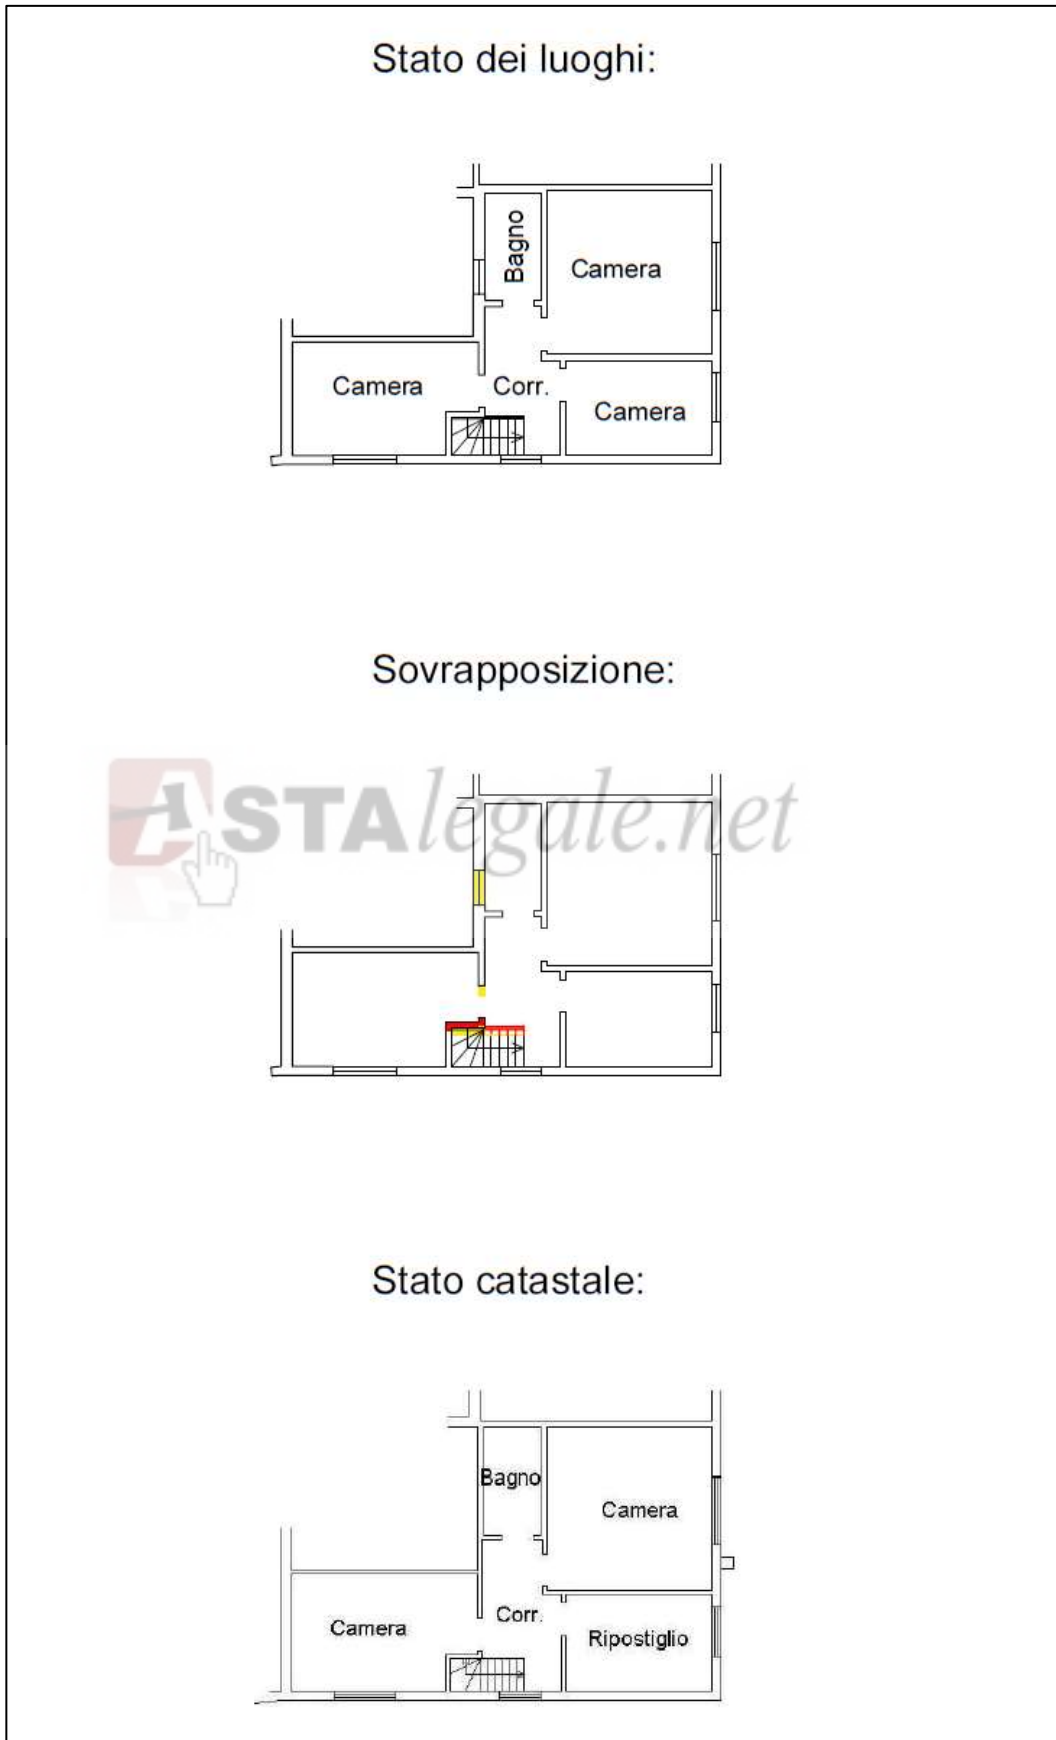 Stato dei luoghi:
Bagno
Camera
Camera
Corr.
Camera
Sovrapposizione:
ASTAlegale.net
Stato catastale:
Bagno
Camera
Corr.
Camera
Ripostiglio